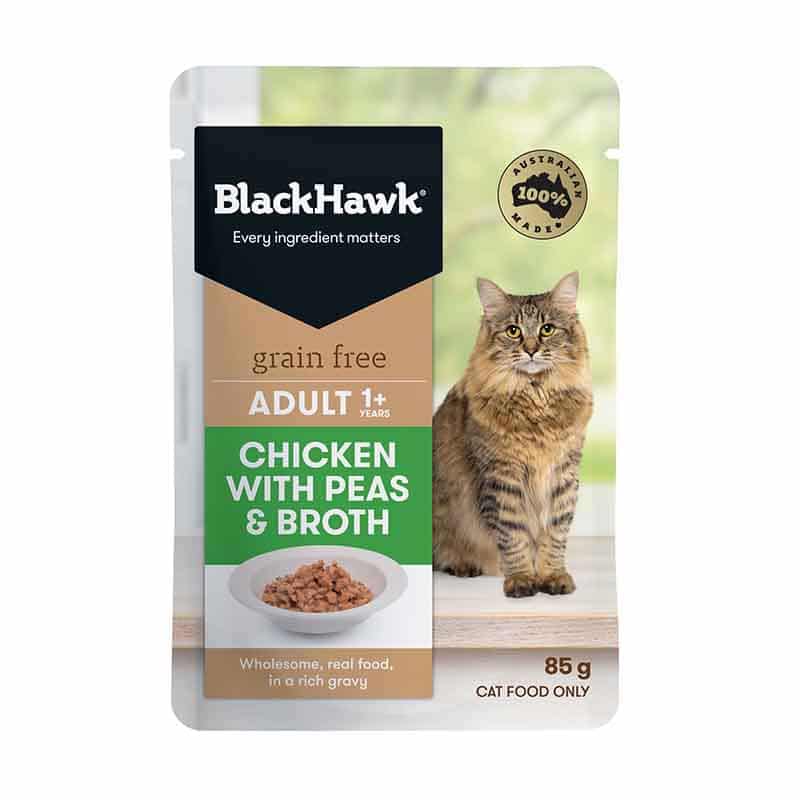 BlackHawk®
Every ingredient matters
AUSTRALIAN
100%
MADE
grain free
ADULT 1+
YEARS
CHICKEN
WITH PEAS
& BROTH
Wholesome, real food,
in a rich gravy
85 g
CAT FOOD ONLY